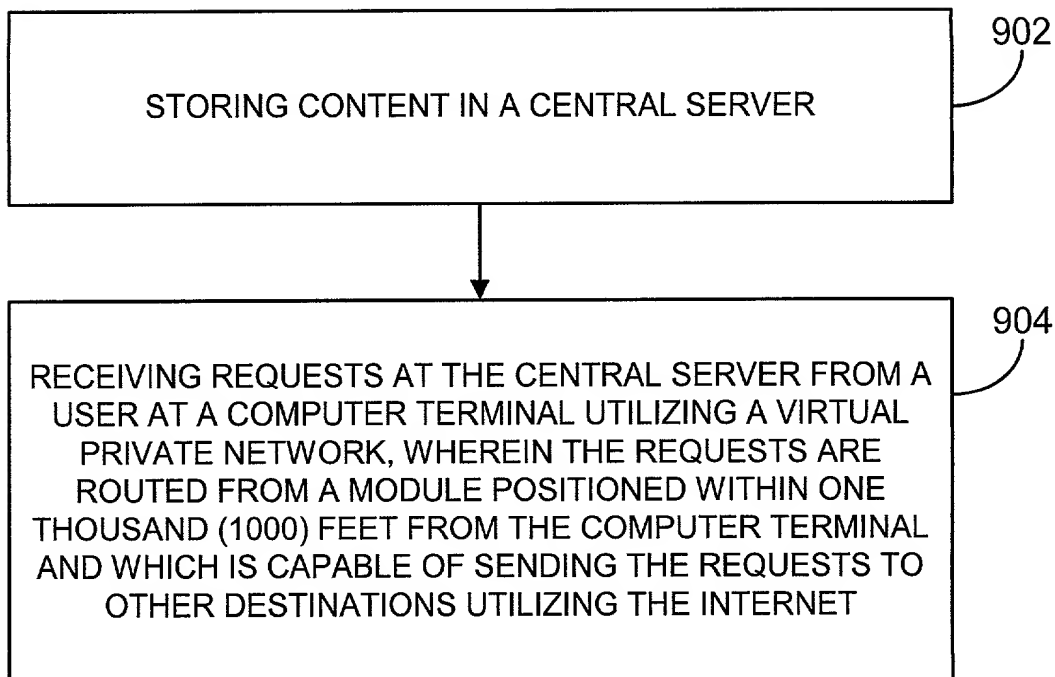 902
STORING CONTENT IN A CENTRAL SERVER
904
RECEIVING REQUESTS AT THE CENTRAL SERVER FROM A
USER AT A COMPUTER TERMINAL UTILIZING A VIRTUAL
PRIVATE NETWORK, WHEREIN THE REQUESTS ARE
ROUTED FROM A MODULE POSITIONED WITHIN ONE
THOUSAND (1000) FEET FROM THE COMPUTER TERMINAL
AND WHICH IS CAPABLE OF SENDING THE REQUESTS TO
OTHER DESTINATIONS UTILIZING THE INTERNET